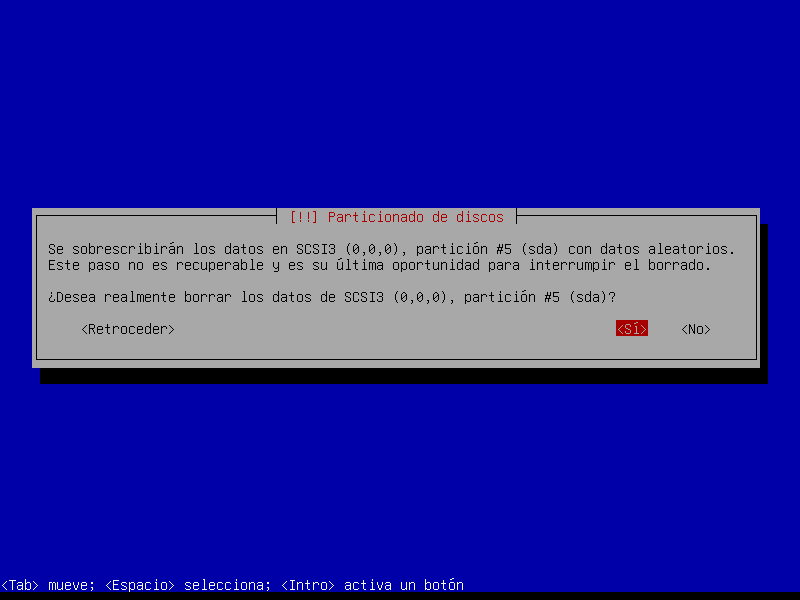 [!!] Particionado de discos
Se sobrescribirán los datos en SCSI3 (0,0,0), partición #5 (sda) con datos aleatorios.
Este paso no es recuperable y es su última oportunidad para interrumpir el borrado.
¿Desea realmente borrar los datos de SCSI3 (0,0,0), partición #5 (sda)?
<Retroceder> <Sí> <No>
<Tab> mueve; <Espacio> selecciona; <Intro> activa un botón